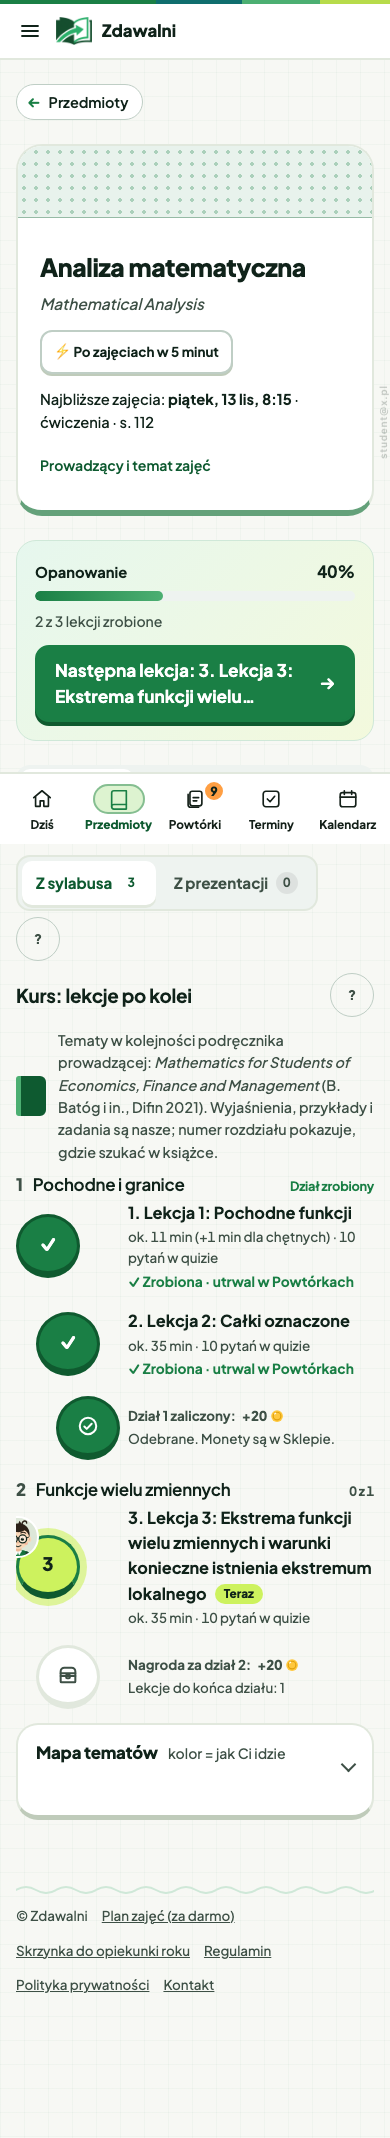 Zdawalni
← Przedmioty
Analiza matematyczna
Mathematical Analysis
⚡ Po zajęciach w 5 minut
Najbliższe zajęcia: piątek, 13 lis, 8:15 ·
ćwiczenia · s. 112
Prowadzący i temat zajęć
student@x.pl
Opanowanie 40%
2 z 3 lekcji zrobione
Następna lekcja: 3. Lekcja 3:
Ekstrema funkcji wielu… →
9
Dziś Przedmioty Powtórki Terminy Kalendarz
Z sylabusa 3 Z prezentacji 0
?
Kurs: lekcje po kolei ?
Tematy w kolejności podręcznika
prowadzącej: Mathematics for Students of
Economics, Finance and Management (B.
Batóg i in., Difin 2021). Wyjaśnienia, przykłady i
zadania są nasze; numer rozdziału pokazuje,
gdzie szukać w książce.
1 Pochodne i granice Dział zrobiony
1. Lekcja 1: Pochodne funkcji
ok. 11 min (+1 min dla chętnych) · 10
pytań w quizie
✓ Zrobiona · utrwal w Powtórkach
2. Lekcja 2: Całki oznaczone
ok. 35 min · 10 pytań w quizie
✓ Zrobiona · utrwal w Powtórkach
Dział 1 zaliczony: +20
Odebrane. Monety są w Sklepie.
2 Funkcje wielu zmiennych 0 z 1
3
3. Lekcja 3: Ekstrema funkcji
wielu zmiennych i warunki
konieczne istnienia ekstremum
lokalnego Teraz
ok. 35 min · 10 pytań w quizie
Nagroda za dział 2: +20
Lekcje do końca działu: 1
Mapa tematów kolor = jak Ci idzie
© Zdawalni Plan zajęć (za darmo)
Skrzynka do opiekunki roku Regulamin
Polityka prywatności Kontakt